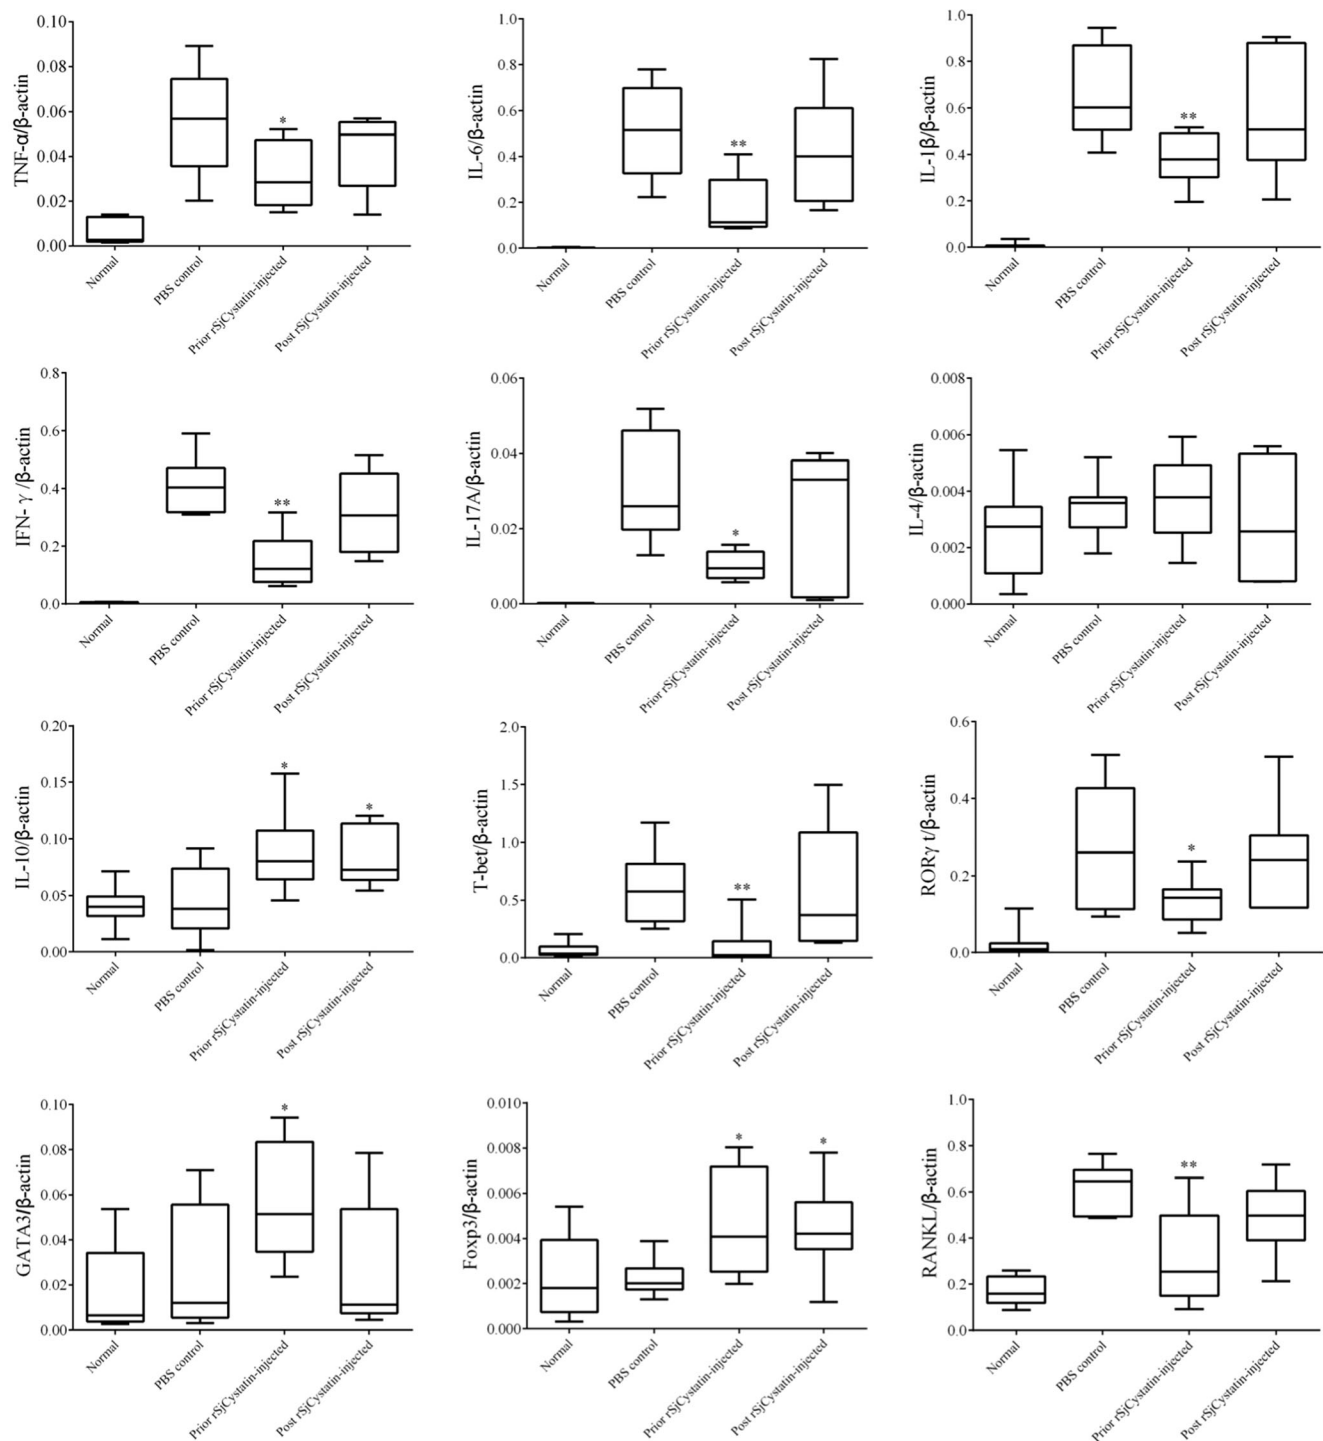 TNF-α/β-actin
0.10
0.08
0.06
0.04
0.02
0.00
*
Normal
PBS control
Prior rSjCystatin-injected
Post rSjCystatin-injected
IL-6/β-actin
1.0
0.8
0.6
0.4
0.2
0.0
**
Normal
PBS control
Prior rSjCystatin-injected
Post rSjCystatin-injected
IL-1β/β-actin
1.0
0.8
0.6
0.4
0.2
0.0
**
Normal
PBS control
Prior rSjCystatin-injected
Post rSjCystatin-injected
IFN- γ /β-actin
0.8
0.6
0.4
0.2
0.0
**
Normal
PBS control
Prior rSjCystatin-injected
Post rSjCystatin-injected
IL-17A/β-actin
0.06
0.04
0.02
0.00
*
Normal
PBS control
Prior rSjCystatin-injected
Post rSjCystatin-injected
IL-4/β-actin
0.008
0.006
0.004
0.002
0.000
Normal
PBS control
Prior rSjCystatin-injected
Post rSjCystatin-injected
IL-10/β-actin
0.20
0.15
0.10
0.05
0.00
*
*
Normal
PBS control
Prior rSjCystatin-injected
Post rSjCystatin-injected
T-bet/β-actin
2.0
1.5
1.0
0.5
0.0
**
Normal
PBS control
Prior rSjCystatin-injected
Post rSjCystatin-injected
RORγ t/β-actin
0.6
0.4
0.2
0.0
*
Normal
PBS control
Prior rSjCystatin-injected
Post rSjCystatin-injected
GATA3/β-actin
0.10
0.08
0.06
0.04
0.02
0.00
*
Normal
PBS control
Prior rSjCystatin-injected
Post rSjCystatin-injected
Foxp3/β-actin
0.010
0.008
0.006
0.004
0.002
0.000
*
*
Normal
PBS control
Prior rSjCystatin-injected
Post rSjCystatin-injected
RANKL/β-actin
1.0
0.8
0.6
0.4
0.2
0.0
**
Normal
PBS control
Prior rSjCystatin-injected
Post rSjCystatin-injected